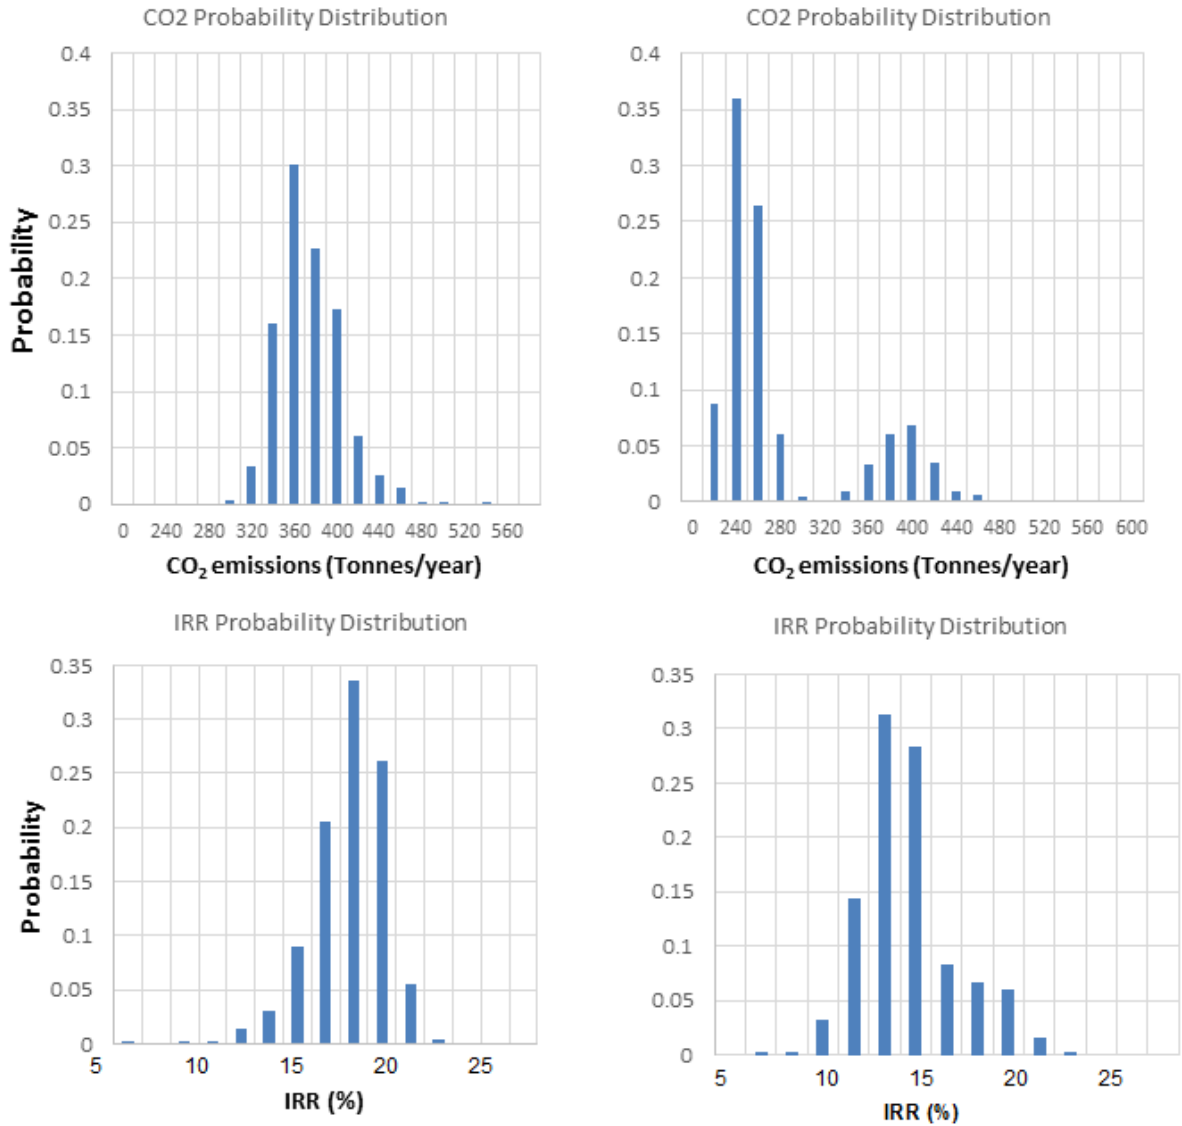 CO2 Probability Distribution
0.4
0.35
0.3
0.25
0.2
0.15
0.1
0.05
0
Probability
0 240 280 320 360 400 440 480 520 560
CO2 emissions (Tonnes/year)
CO2 Probability Distribution
0.4
0.35
0.3
0.25
0.2
0.15
0.1
0.05
0
0 240 280 320 360 400 440 480 520 560 600
CO2 emissions (Tonnes/year)
IRR Probability Distribution
0.35
0.3
0.25
0.2
0.15
0.1
0.05
0
Probability
5 10 15 20 25
IRR (%)
IRR Probability Distribution
0.35
0.3
0.25
0.2
0.15
0.1
0.05
0
5 10 15 20 25
IRR (%)